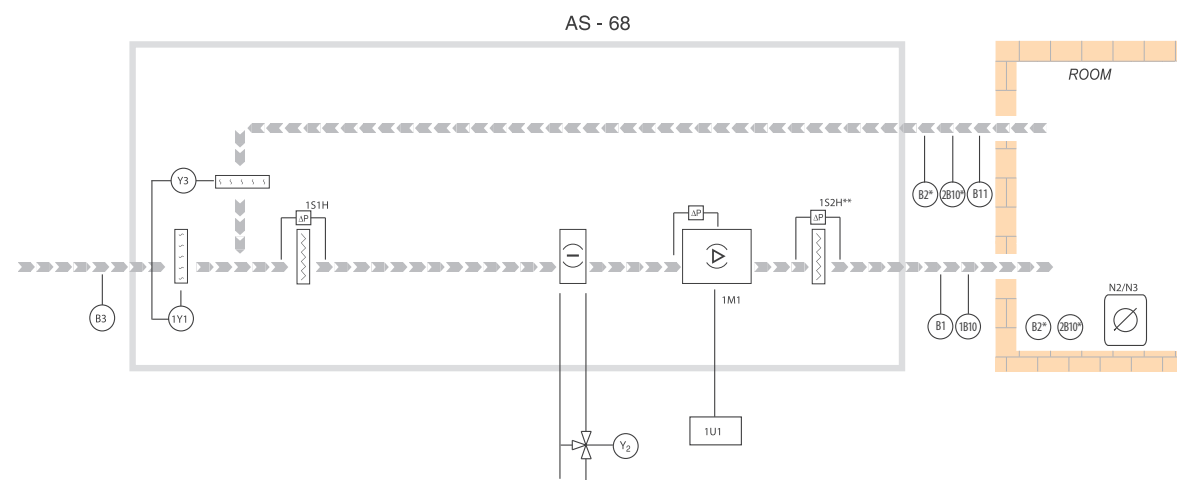 AS - 68
ROOM
Y3
B2* 2B10* B11
1S1H
ΔP
ΔP
1S2H**
ΔP
N2/N3
1M1
B3
1Y1
B1 1B10
B2* 2B10*
1U1
Y2